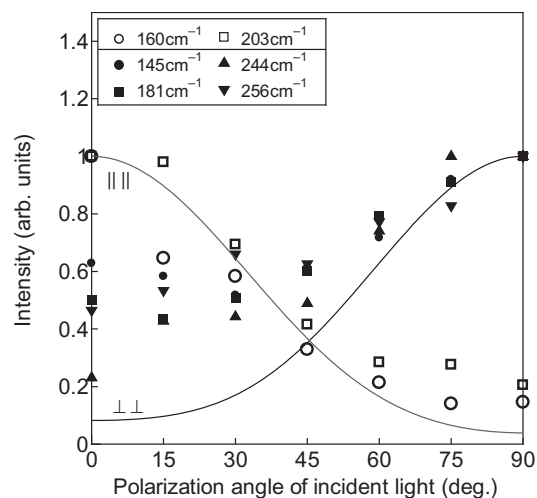 1.4
1.2
1
0.8
0.6
0.4
0.2
0
Intensity (arb. units)
○ 160cm⁻¹ □ 203cm⁻¹
● 145cm⁻¹ ▲ 244cm⁻¹
■ 181cm⁻¹ ▼ 256cm⁻¹
|| ||
⊥ ⊥
0 15 30 45 60 75 90
Polarization angle of incident light (deg.)